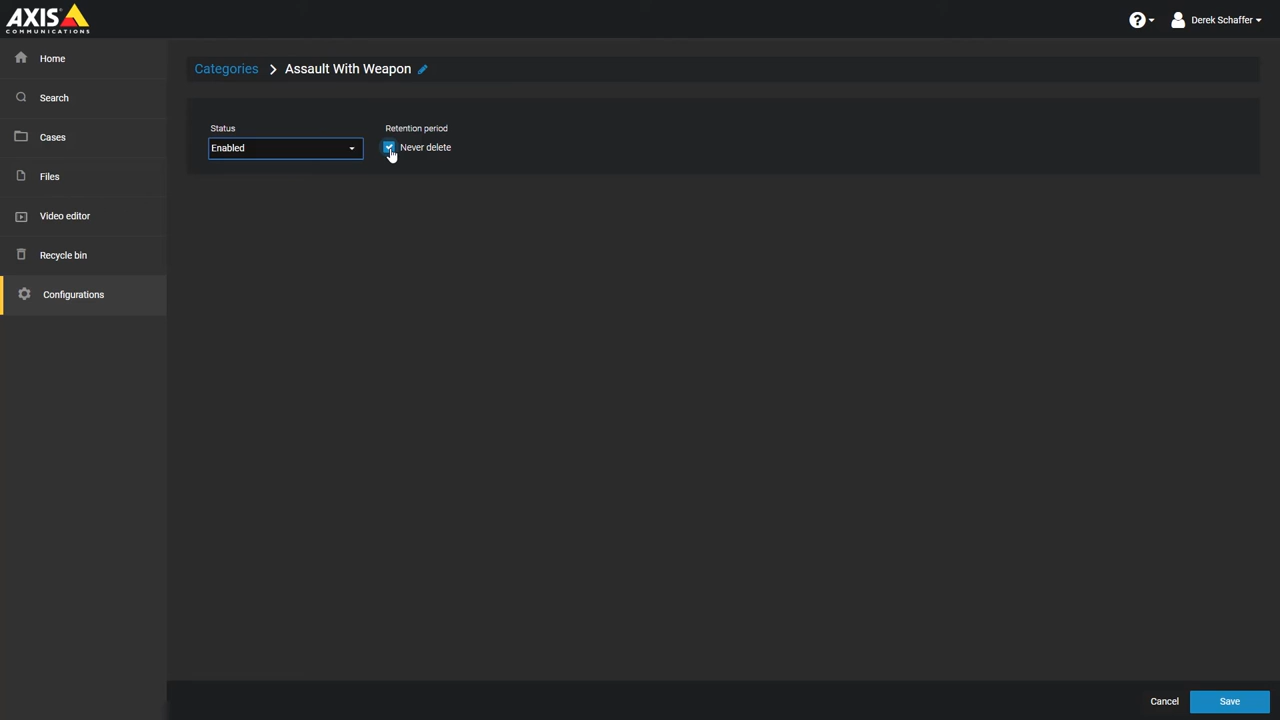 AXIS
COMMUNICATIONS
? Derek Schaffer
Home
Search
Cases
Files
Video editor
Recycle bin
Configurations
Categories > Assault With Weapon
Status
Enabled
Retention period
Never delete
Cancel
Save